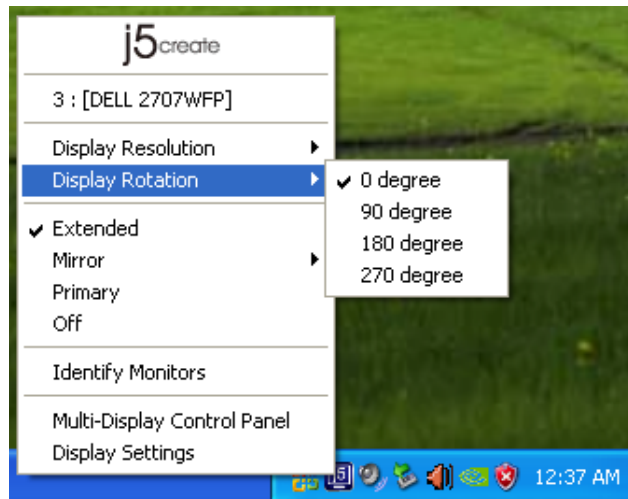 j5create
3 : [DELL 2707WFP]
Display Resolution
Display Rotation
0 degree
90 degree
180 degree
270 degree
Extended
Mirror
Primary
Off
Identify Monitors
Multi-Display Control Panel
Display Settings
j5
12:37 AM